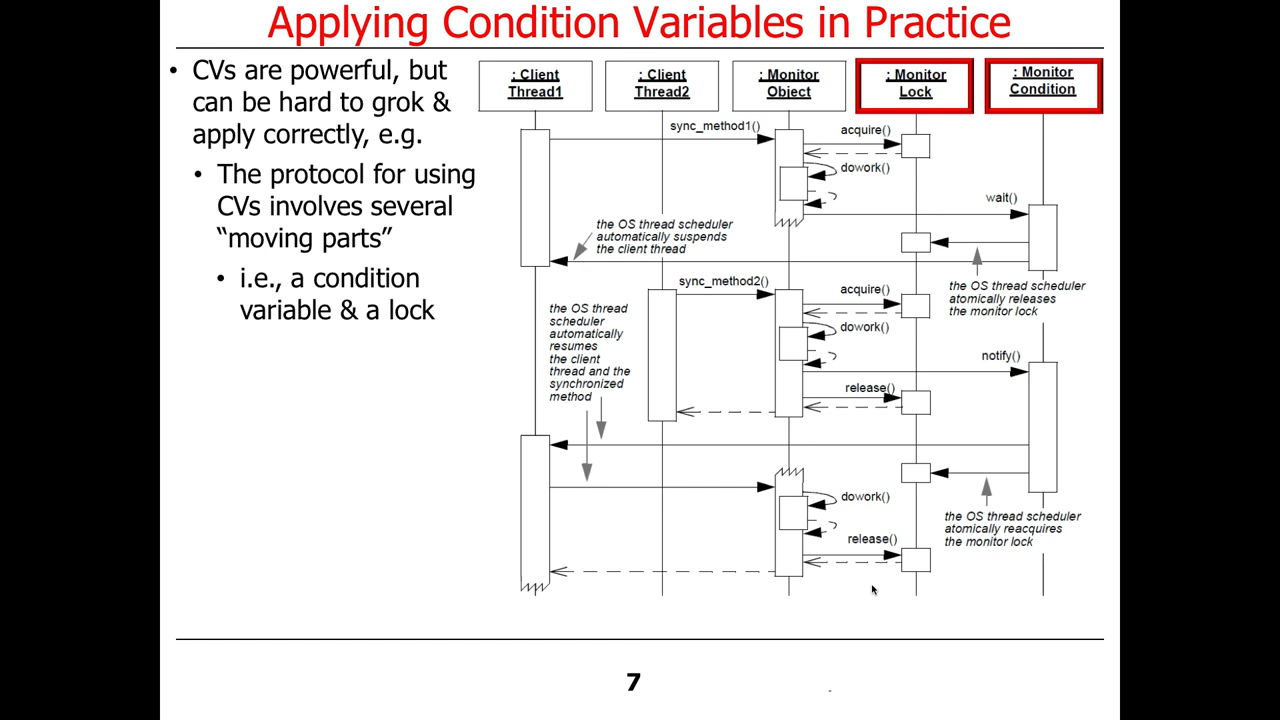 Applying Condition Variables in Practice
• CVs are powerful, but
can be hard to grok &
apply correctly, e.g.
• The protocol for using
CVs involves several
“moving parts”
• i.e., a condition
variable & a lock
: Client
Thread1
: Client
Thread2
: Monitor
Object
: Monitor
Lock
: Monitor
Condition
sync_method1()
acquire()
dowork()
wait()
the OS thread scheduler
automatically suspends
the client thread
the OS thread scheduler
atomically releases
the monitor lock
sync_method2()
acquire()
the OS thread
scheduler
automatically
resumes
the client
thread and the
synchronized
method
dowork()
notify()
release()
dowork()
the OS thread scheduler
atomically reacquires
the monitor lock
release()
7